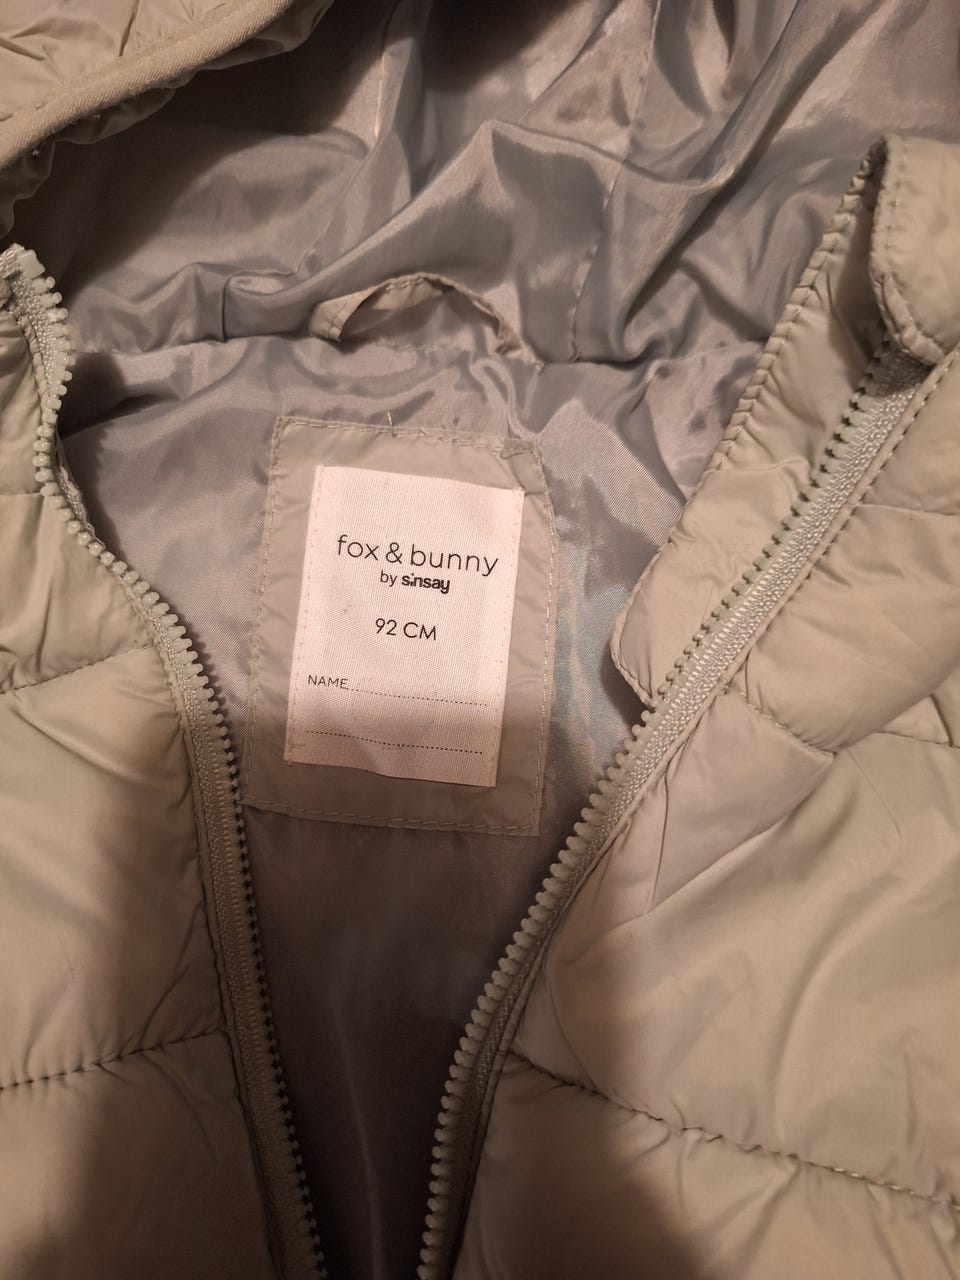 fox & bunny
by sinsay
92 CM
NAME